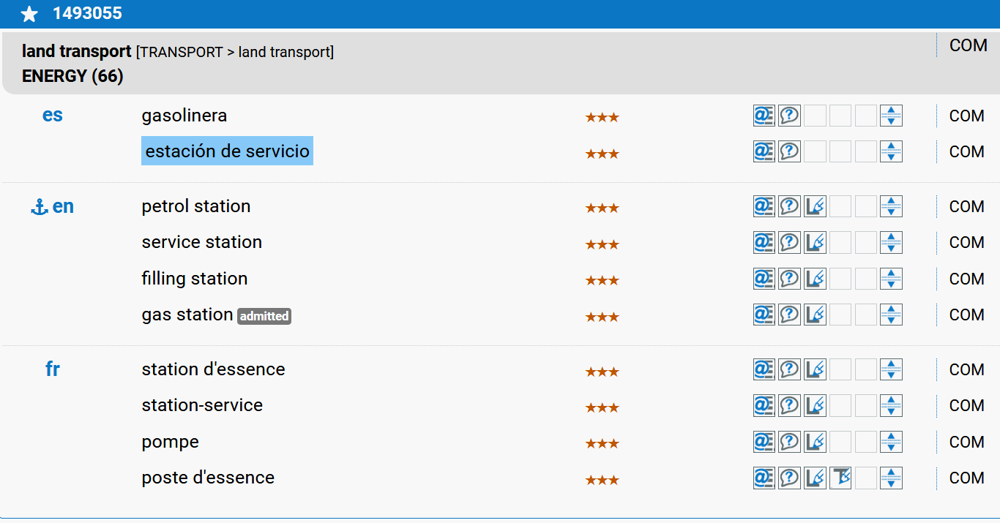 1493055
land transport [TRANSPORT > land transport] COM
ENERGY (66)
es gasolinera COM
estación de servicio COM
en petrol station COM
service station COM
filling station COM
gas station admitted COM
fr station d'essence COM
station-service COM
pompe COM
poste d'essence COM